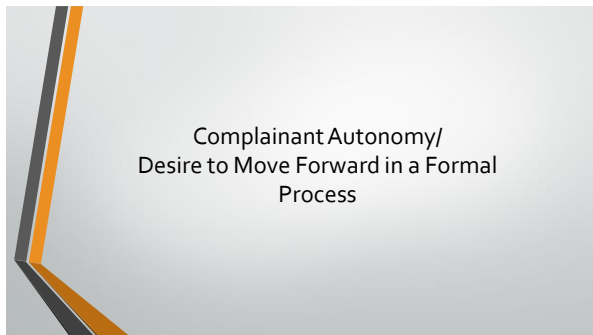 Complainant Autonomy/
Desire to Move Forward in a Formal
Process